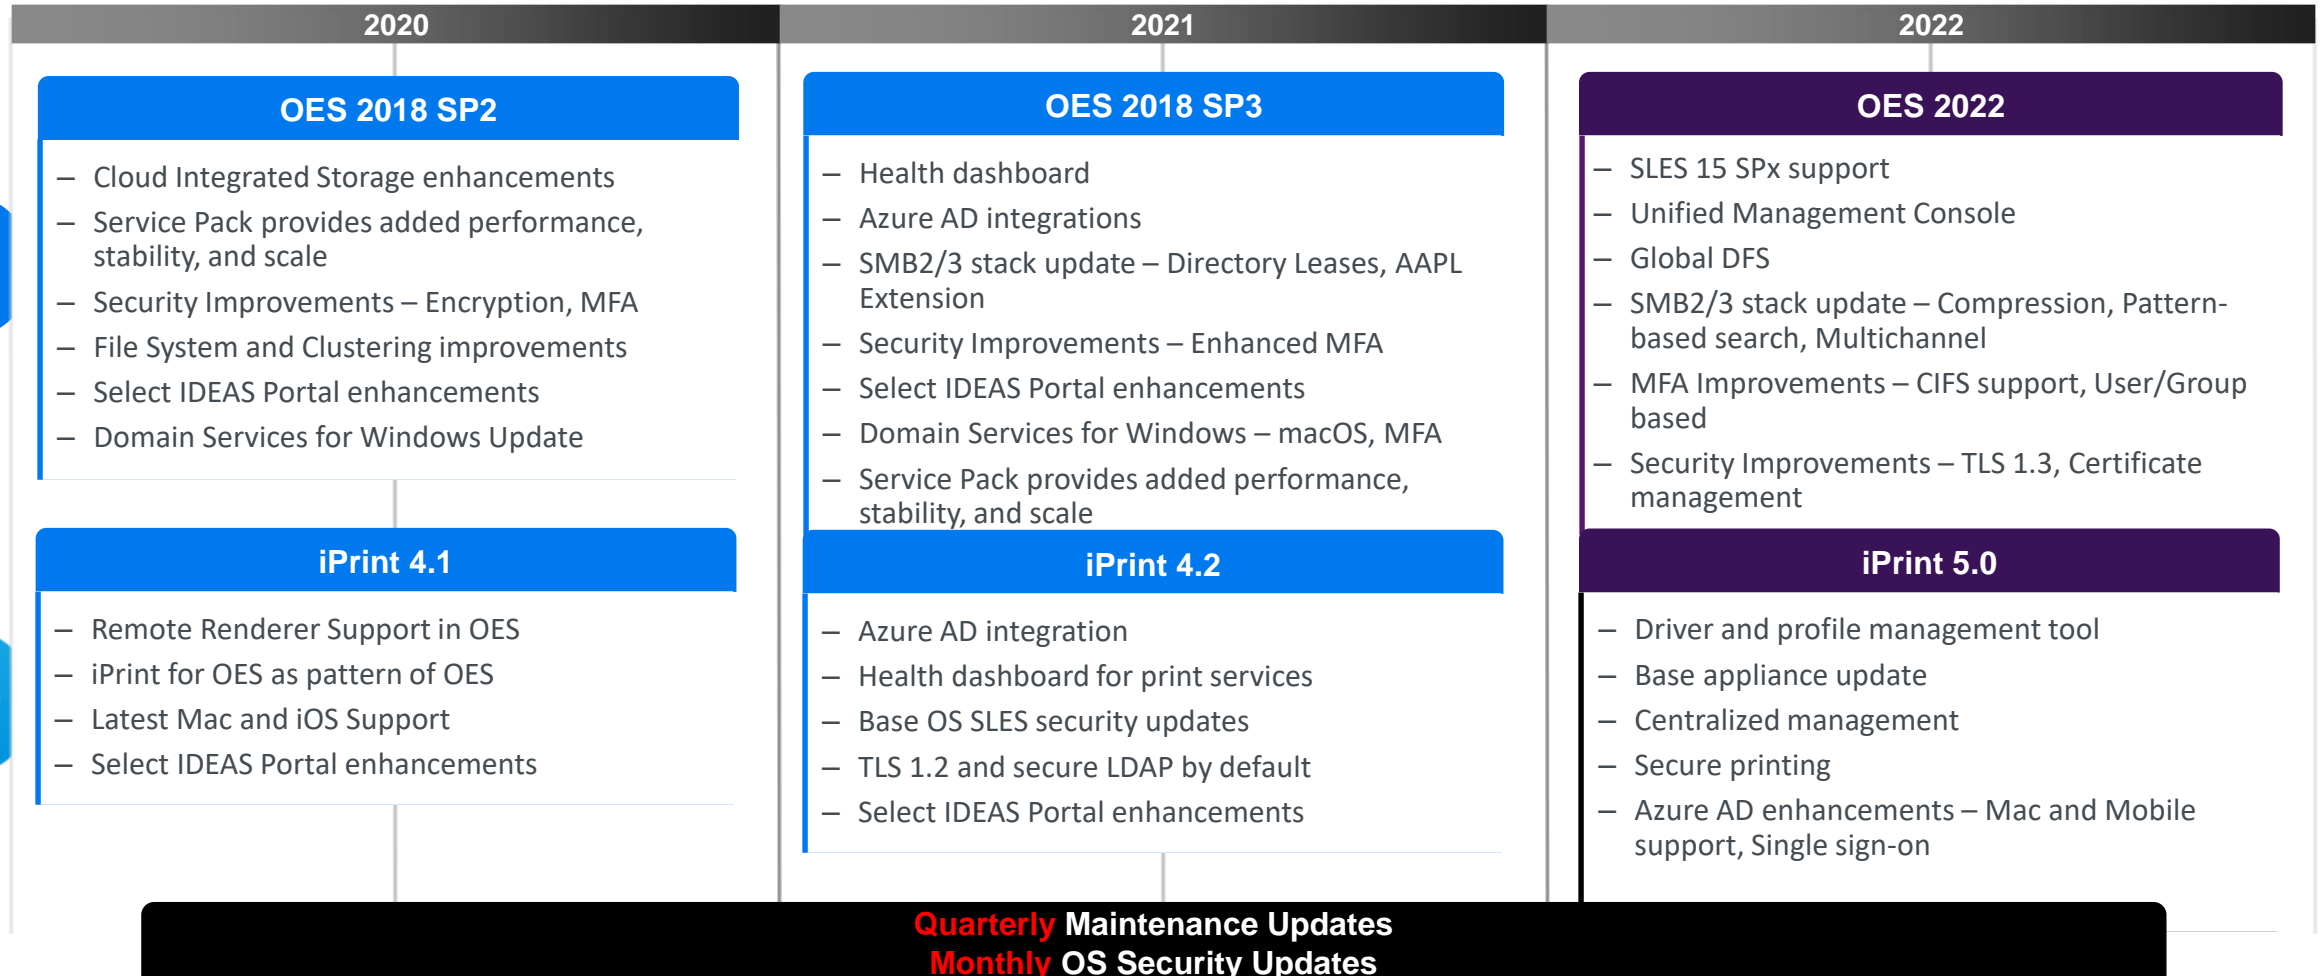 2020
2021
2022
OES 2018 SP2
– Cloud Integrated Storage enhancements
– Service Pack provides added performance,
stability, and scale
– Security Improvements – Encryption, MFA
– File System and Clustering improvements
– Select IDEAS Portal enhancements
– Domain Services for Windows Update
iPrint 4.1
– Remote Renderer Support in OES
– iPrint for OES as pattern of OES
– Latest Mac and iOS Support
– Select IDEAS Portal enhancements
OES 2018 SP3
– Health dashboard
– Azure AD integrations
– SMB2/3 stack update – Directory Leases, AAPL
Extension
– Security Improvements – Enhanced MFA
– Select IDEAS Portal enhancements
– Domain Services for Windows – macOS, MFA
– Service Pack provides added performance,
stability, and scale
iPrint 4.2
– Azure AD integration
– Health dashboard for print services
– Base OS SLES security updates
– TLS 1.2 and secure LDAP by default
– Select IDEAS Portal enhancements
OES 2022
– SLES 15 SPx support
– Unified Management Console
– Global DFS
– SMB2/3 stack update – Compression, Pattern-
based search, Multichannel
– MFA Improvements – CIFS support, User/Group
based
– Security Improvements – TLS 1.3, Certificate
management
iPrint 5.0
– Driver and profile management tool
– Base appliance update
– Centralized management
– Secure printing
– Azure AD enhancements – Mac and Mobile
support, Single sign-on
Quarterly Maintenance Updates
Monthly OS Security Updates